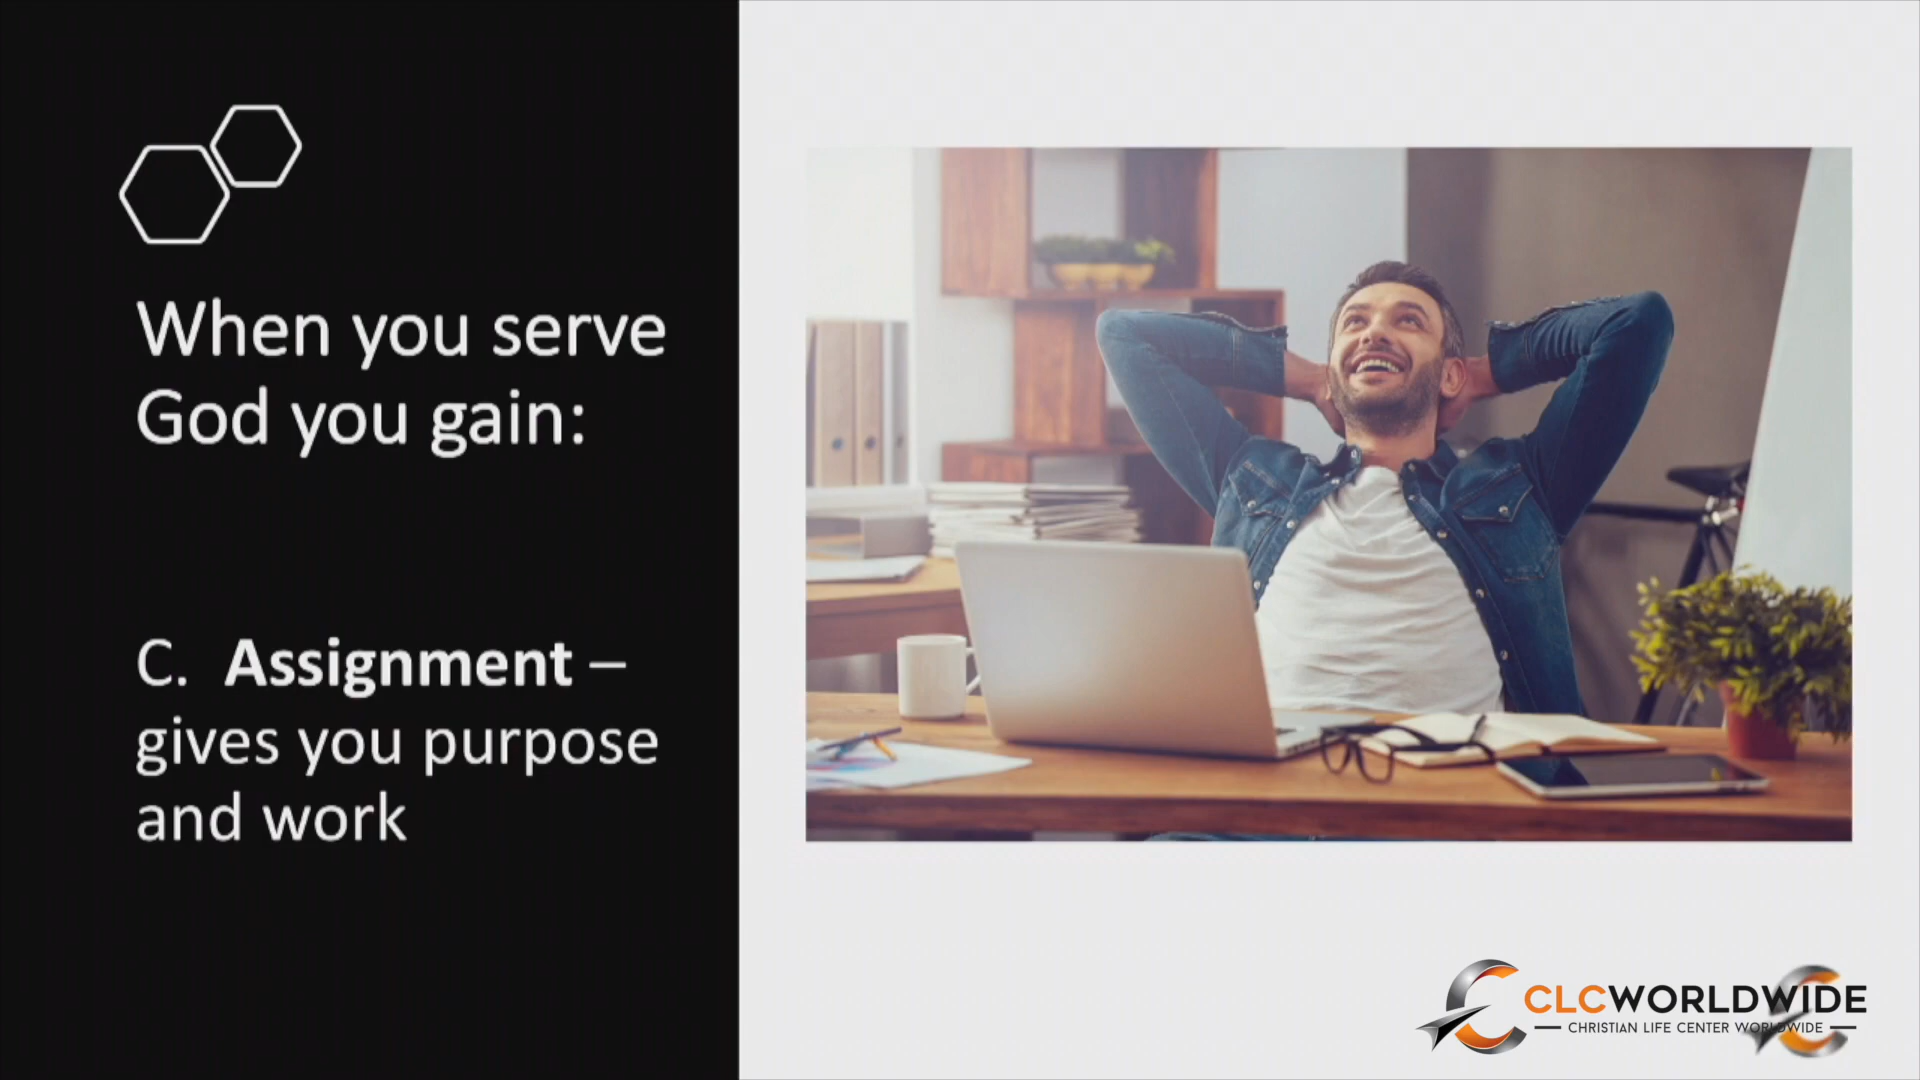 When you serve
God you gain:
C. Assignment –
gives you purpose
and work
CLCWORLDWIDE
CHRISTIAN LIFE CENTER WORLDWIDE